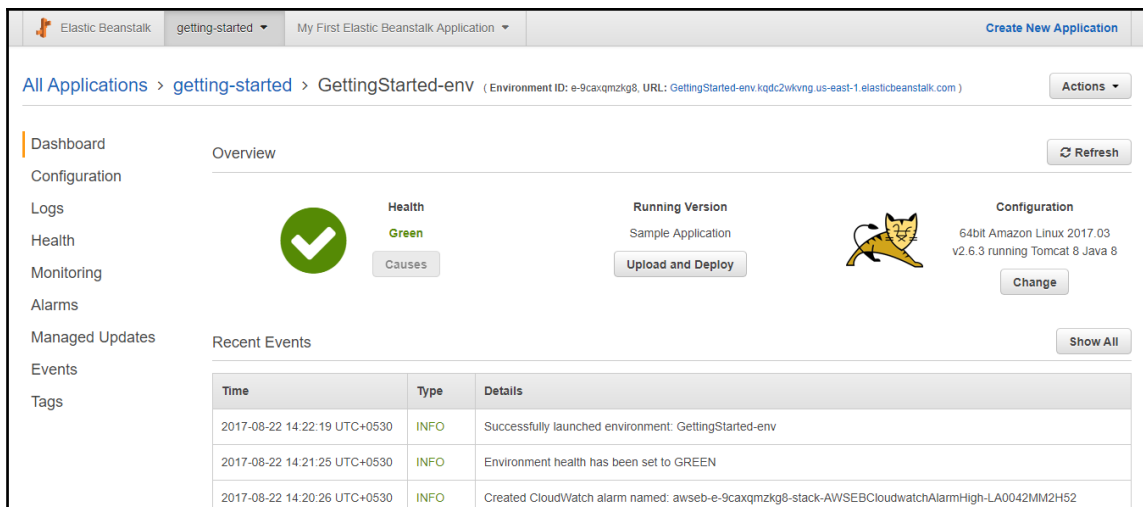 Elastic Beanstalk getting-started My First Elastic Beanstalk Application Create New Application
All Applications > getting-started > GettingStarted-env ( Environment ID: e-9caxqmzkg8, URL: GettingStarted-env.kqdc2wkvng.us-east-1.elasticbeanstalk.com )
Actions
Dashboard
Configuration
Logs
Health
Monitoring
Alarms
Managed Updates
Events
Tags
Overview
Refresh
Health
Green
Causes
Running Version
Sample Application
Upload and Deploy
Configuration
64bit Amazon Linux 2017.03
v2.6.3 running Tomcat 8 Java 8
Change
Recent Events
Show All
Time Type Details
2017-08-22 14:22:19 UTC+0530 INFO Successfully launched environment: GettingStarted-env
2017-08-22 14:21:25 UTC+0530 INFO Environment health has been set to GREEN
2017-08-22 14:20:26 UTC+0530 INFO Created CloudWatch alarm named: awseb-e-9caxqmzkg8-stack-AWSEBCloudwatchAlarmHigh-LA0042MM2H52